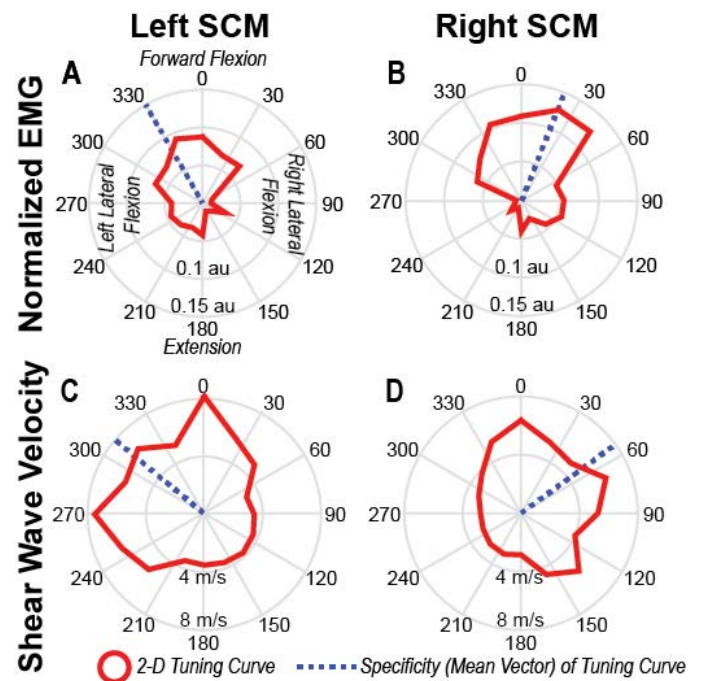 Left SCM
Right SCM
Normalized EMG
A
Forward Flexion
0
330
30
300
60
Left Lateral
Flexion
Right Lateral
Flexion
270
90
240
120
0.1 au
0.15 au
210
150
180
Extension
B
0
330
30
300
60
270
90
240
120
0.1 au
0.15 au
210
150
180
Shear Wave Velocity
C
0
330
30
300
60
270
90
240
120
4 m/s
8 m/s
210
150
180
D
0
330
30
300
60
270
90
240
120
4 m/s
8 m/s
210
150
180
2-D Tuning Curve
Specificity (Mean Vector) of Tuning Curve